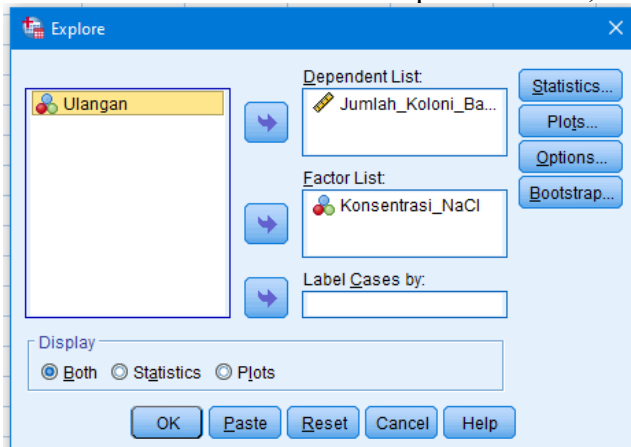 Explore
Dependent List:
Ulangan
Jumlah_Koloni_Ba...
Statistics...
Plots...
Options...
Bootstrap...
Factor List:
Konsentrasi_NaCl
Label Cases by:
Display
Both Statistics Plots
OK Paste Reset Cancel Help